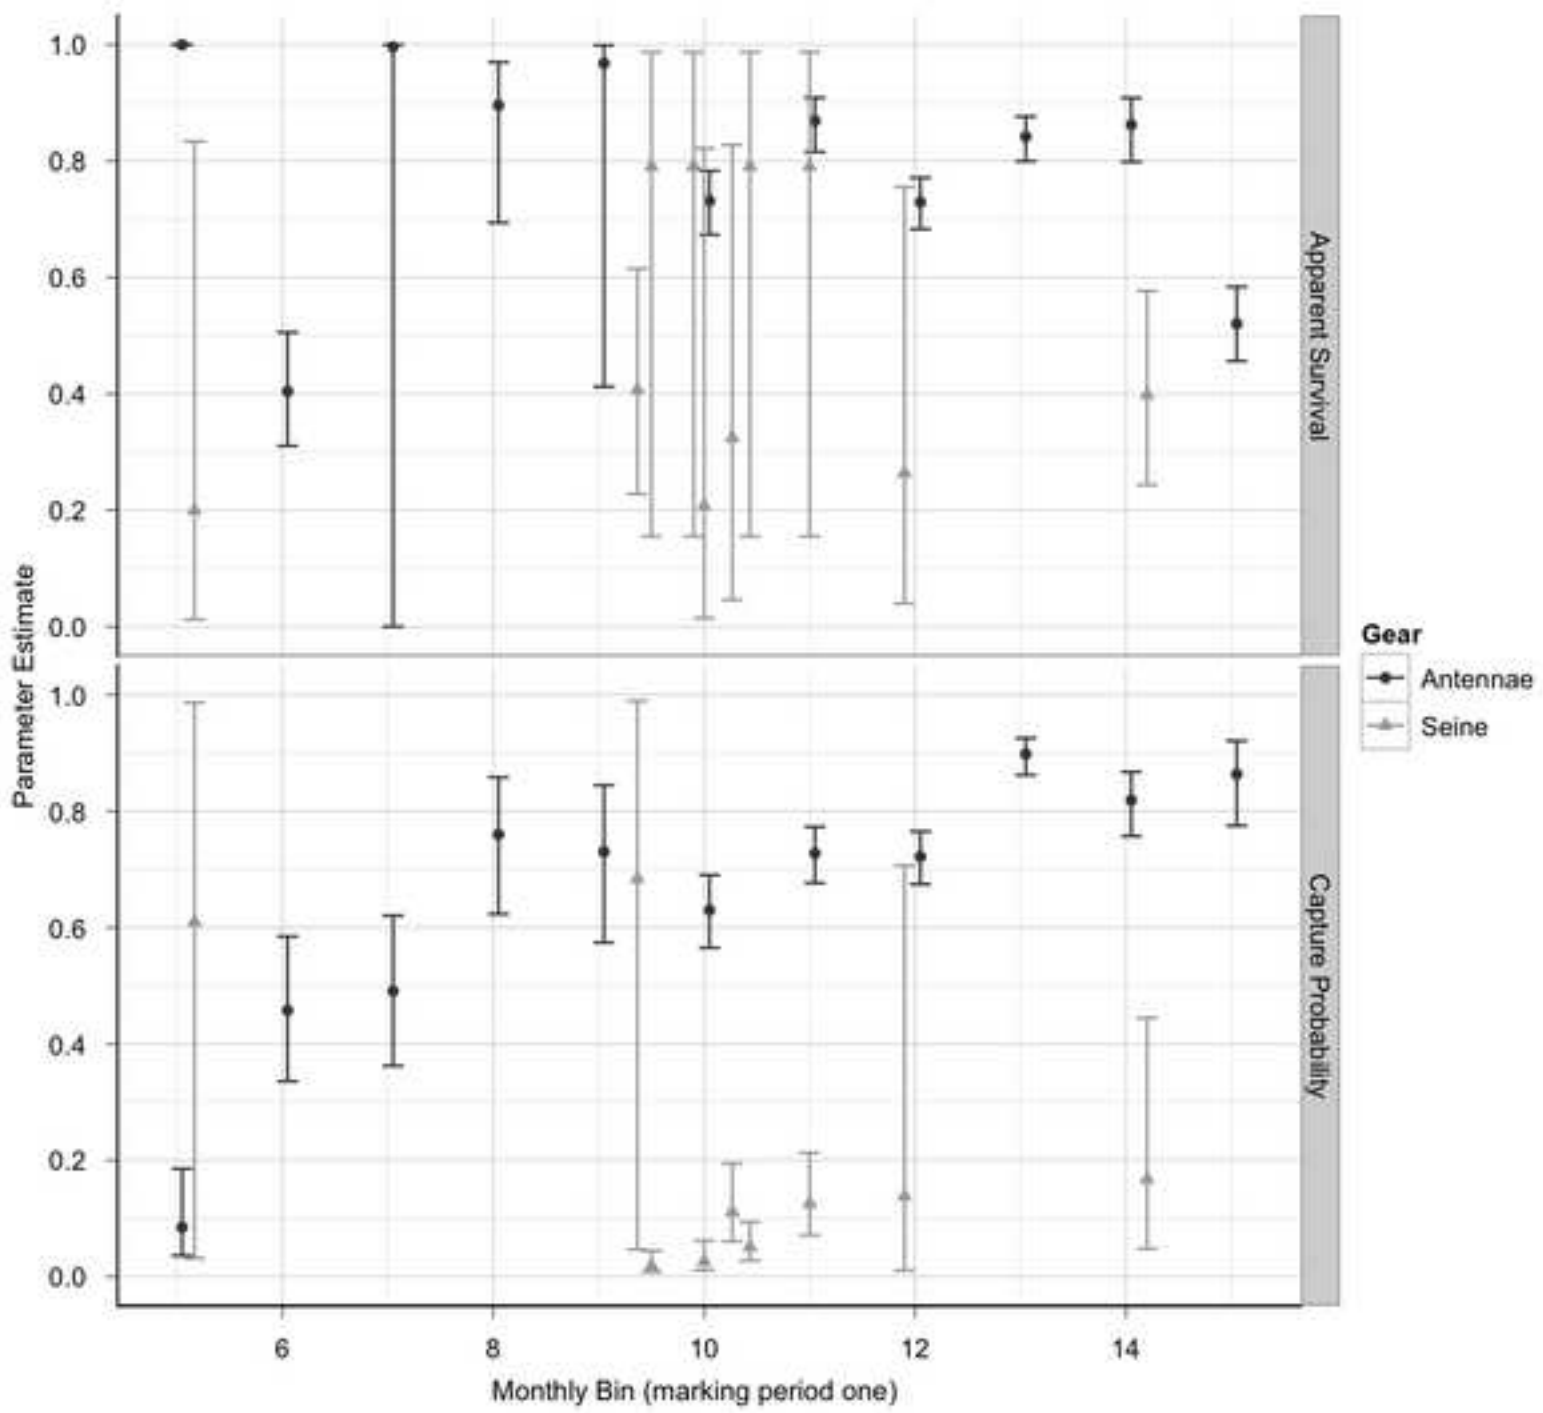 Parameter Estimate
1.0
0.8
0.6
0.4
0.2
0.0
Apparent Survival
1.0
0.8
0.6
0.4
0.2
0.0
Capture Probability
6 8 10 12 14
Monthly Bin (marking period one)
Gear
Antennae
Seine